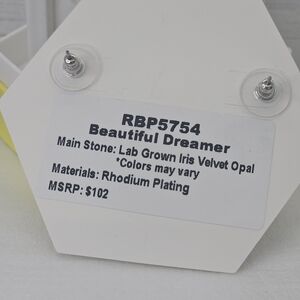 RBP5754
Beautiful Dreamer
Main Stone: Lab Grown Iris Velvet Opal
*Colors may vary
Materials: Rhodium Plating
MSRP: $102